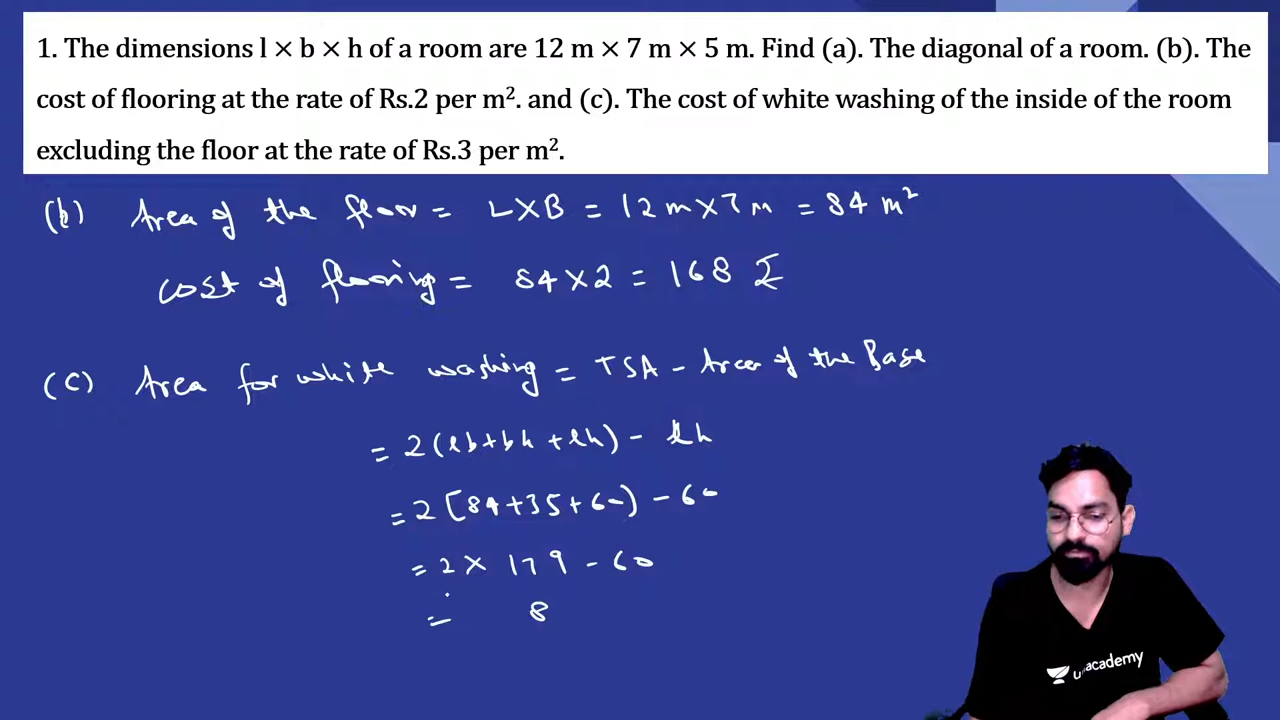 1. The dimensions l × b × h of a room are 12 m × 7 m × 5 m. Find (a). The diagonal of a room. (b). The
cost of flooring at the rate of Rs.2 per m². and (c). The cost of white washing of the inside of the room
excluding the floor at the rate of Rs.3 per m².
(b) Area of the floor = L×B = 12m×7m = 84 m²
cost of flooring = 84×2 = 168 ₹
(c) Area for white washing = TSA - Area of the Base
= 2(lb+bh+lh) - lh
= 2[84+35+60) - 60
= 2× 179 - 60
= 8
unacademy